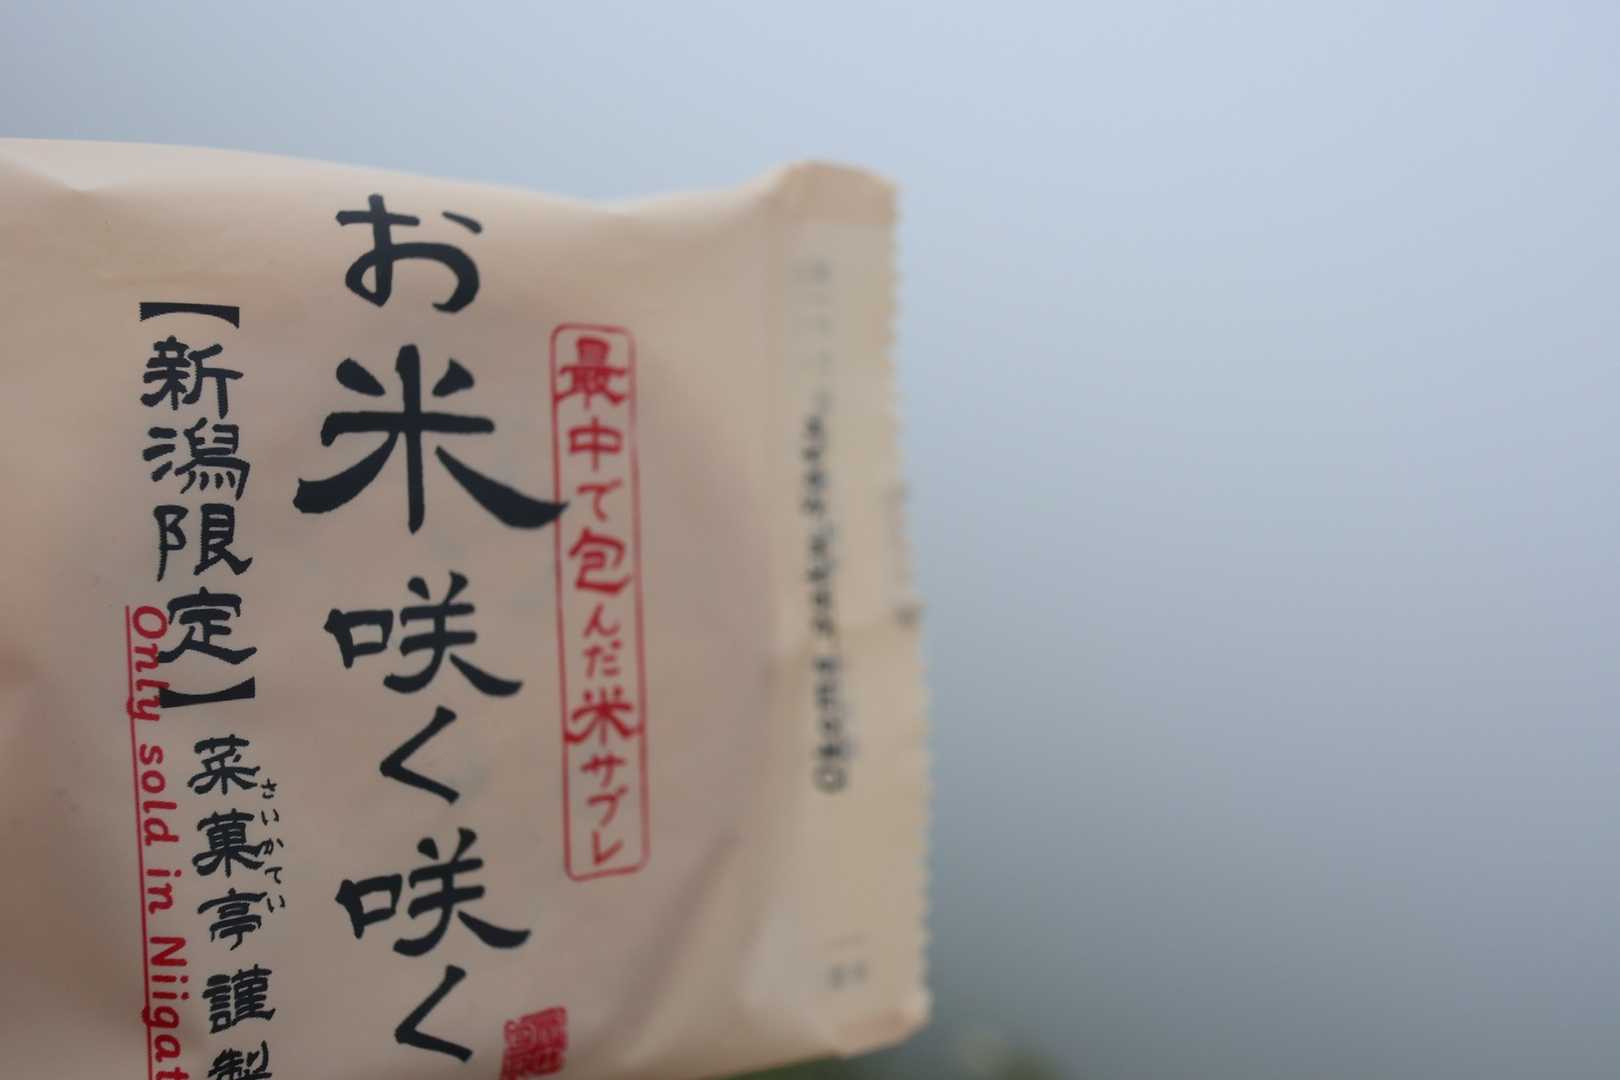 最中で包んだ米サブレ
お米咲く咲く
【新潟限定】菜菓亭謹製
さいかてい
Only sold in Niigat